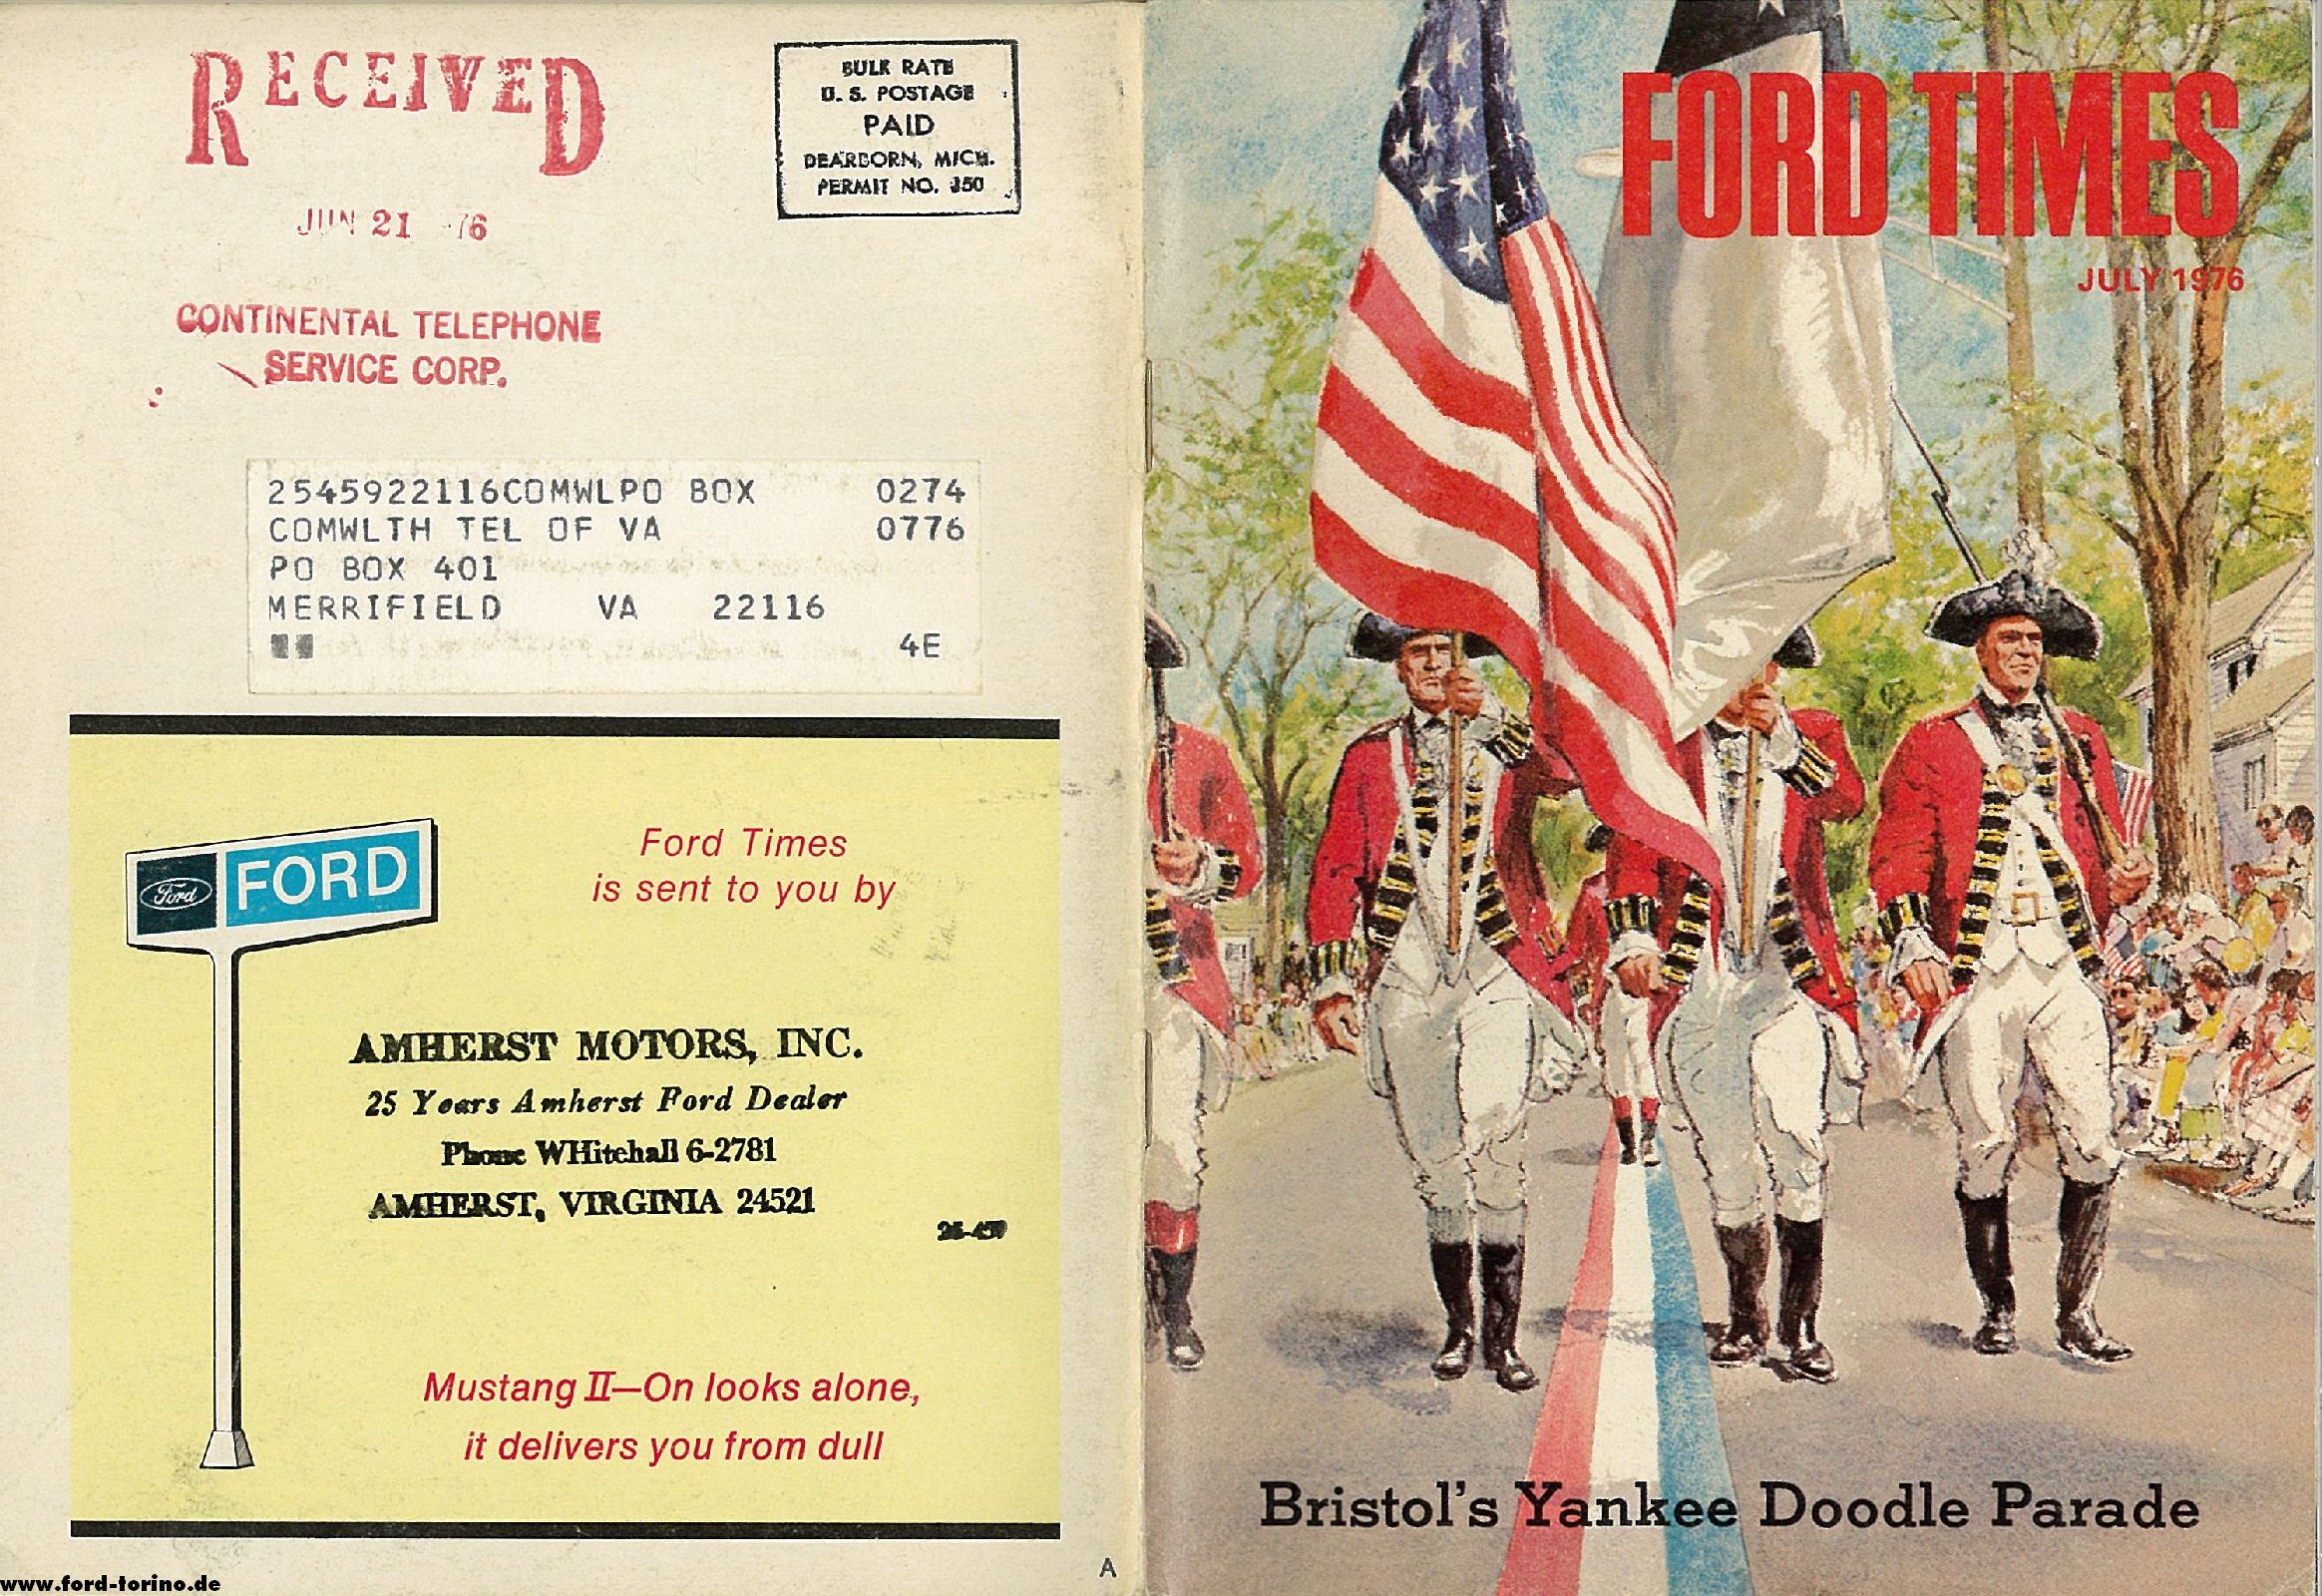 RECEIVED
JUN 21 '76
CONTINENTAL TELEPHONE
SERVICE CORP.
BULK RATE
U. S. POSTAGE
PAID
DEARBORN, MICH.
PERMIT NO. 350
2545922116COMWLPO BOX 0274
COMWLTH TEL OF VA 0776
PO BOX 401
MERRIFIELD VA 22116
4E
Ford FORD
Ford Times
is sent to you by
AMHERST MOTORS, INC.
25 Years Amherst Ford Dealer
Phone WHitehall 6-2781
AMHERST, VIRGINIA 24521
Mustang II—On looks alone,
it delivers you from dull
A
www.ford-torino.de
FORD TIMES
JULY 1976
Bristol's Yankee Doodle Parade